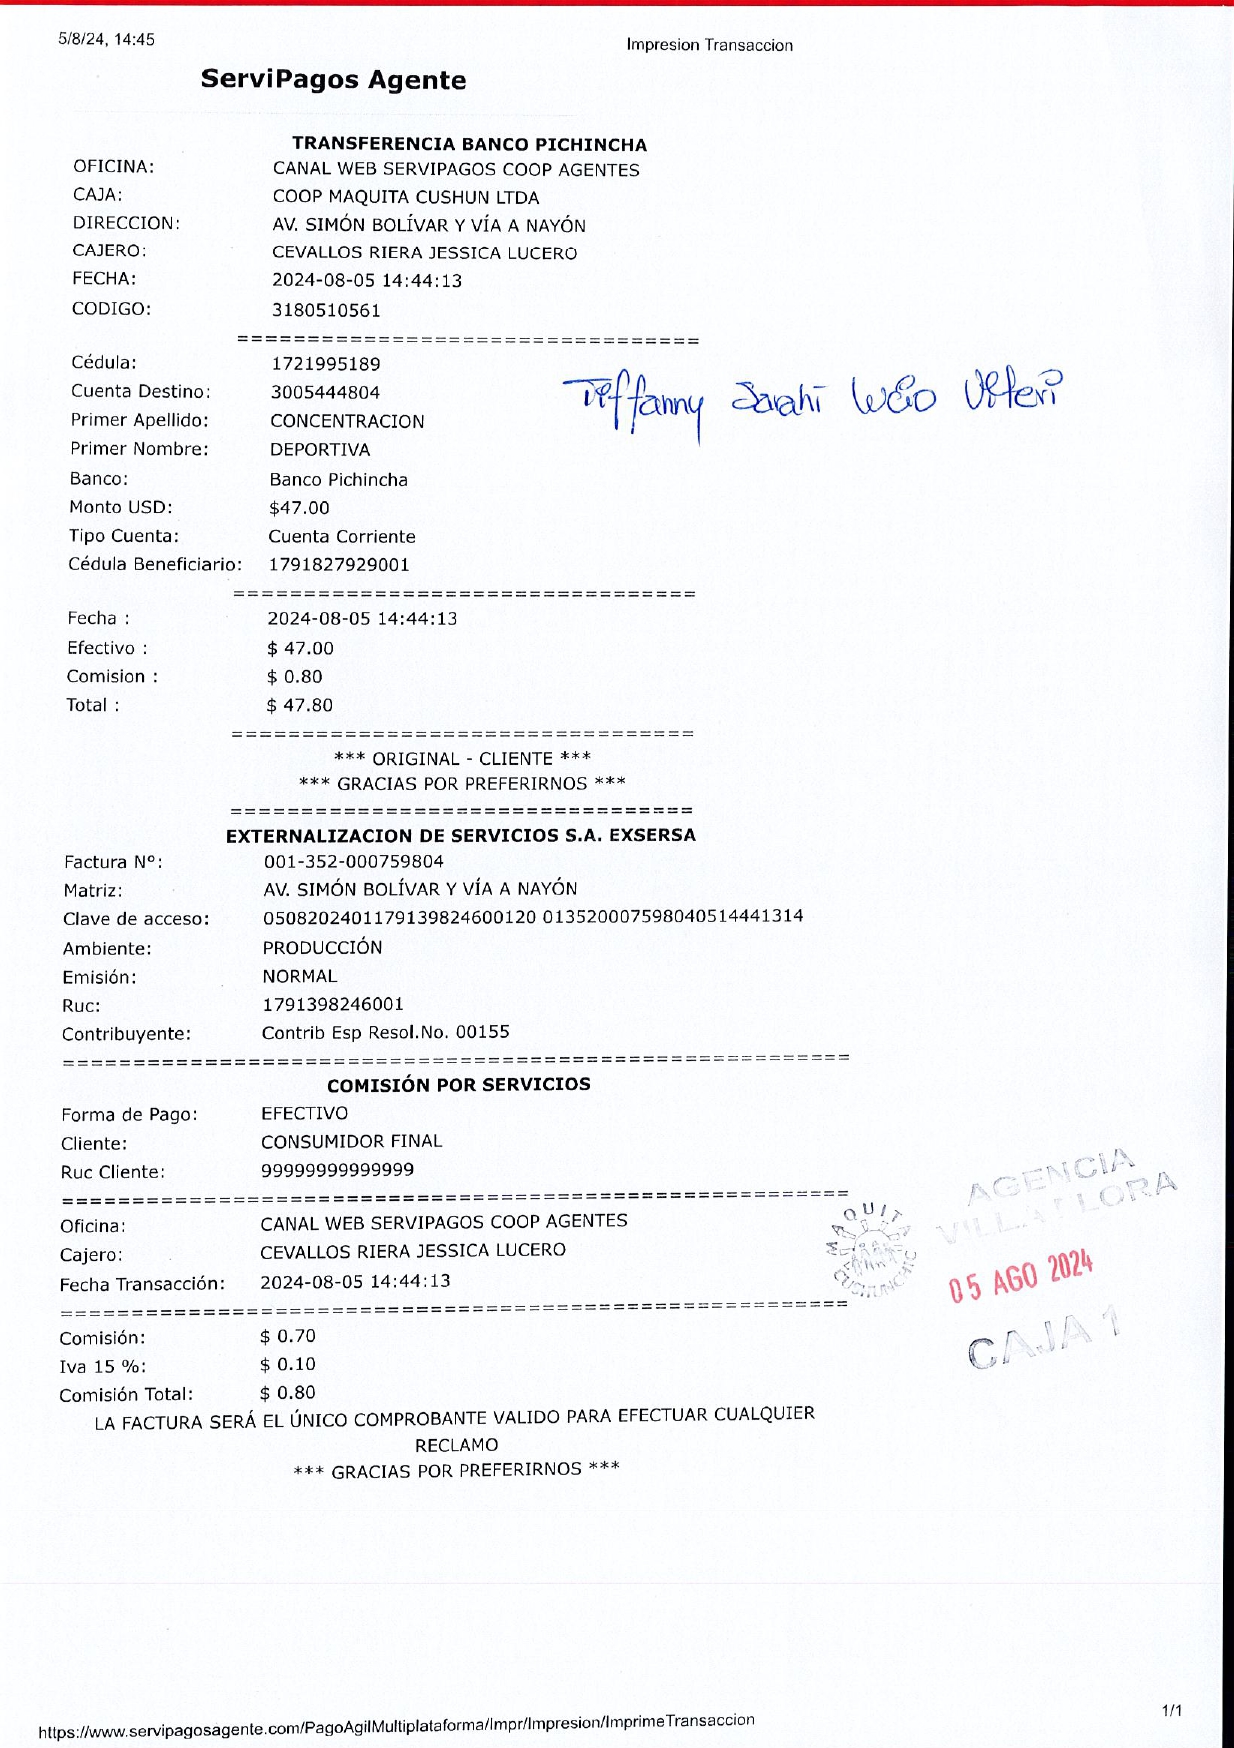 5/8/24, 14:45
Impresion Transaccion
ServiPagos Agente
TRANSFERENCIA BANCO PICHINCHA
OFICINA: CANAL WEB SERVIPAGOS COOP AGENTES
CAJA: COOP MAQUITA CUSHUN LTDA
DIRECCION: AV. SIMÓN BOLÍVAR Y VÍA A NAYÓN
CAJERO: CEVALLOS RIERA JESSICA LUCERO
FECHA: 2024-08-05 14:44:13
CODIGO: 3180510561
=================================
Cédula: 1721995189
Cuenta Destino: 3005444804
Tiffanny Sarahi
Primer Apellido: CONCENTRACION
Primer Nombre: DEPORTIVA
Banco: Banco Pichincha
Monto USD: $47.00
Tipo Cuenta: Cuenta Corriente
Cédula Beneficiario: 1791827929001
=================================
Fecha : 2024-08-05 14:44:13
Efectivo : $ 47.00
Comision : $ 0.80
Total : $ 47.80
=================================
*** ORIGINAL - CLIENTE ***
*** GRACIAS POR PREFERIRNOS ***
=================================
EXTERNALIZACION DE SERVICIOS S.A. EXSERSA
Factura Nº: 001-352-000759804
Matriz: AV. SIMÓN BOLÍVAR Y VÍA A NAYÓN
Clave de acceso: 0508202401179139824600120 013520007598040514441314
Ambiente: PRODUCCIÓN
Emisión: NORMAL
Ruc: 1791398246001
Contribuyente: Contrib Esp Resol.No. 00155
========================================================
COMISIÓN POR SERVICIOS
Forma de Pago: EFECTIVO
Cliente: CONSUMIDOR FINAL
Ruc Cliente: 99999999999999
========================================================
Oficina: CANAL WEB SERVIPAGOS COOP AGENTES
Cajero: CEVALLOS RIERA JESSICA LUCERO
Fecha Transacción: 2024-08-05 14:44:13
========================================================
MAQUITA
AGENCIA
VILLAFLORA
05 AGO 2024
CAJA 1
Comisión: $ 0.70
Iva 15 %: $ 0.10
Comisión Total: $ 0.80
LA FACTURA SERÁ EL ÚNICO COMPROBANTE VALIDO PARA EFECTUAR CUALQUIER
RECLAMO
*** GRACIAS POR PREFERIRNOS ***
1/1
https://www.servipagosagente.com/PagoAgilMultiplataforma/Impr/Impresion/ImprimeTransaccion